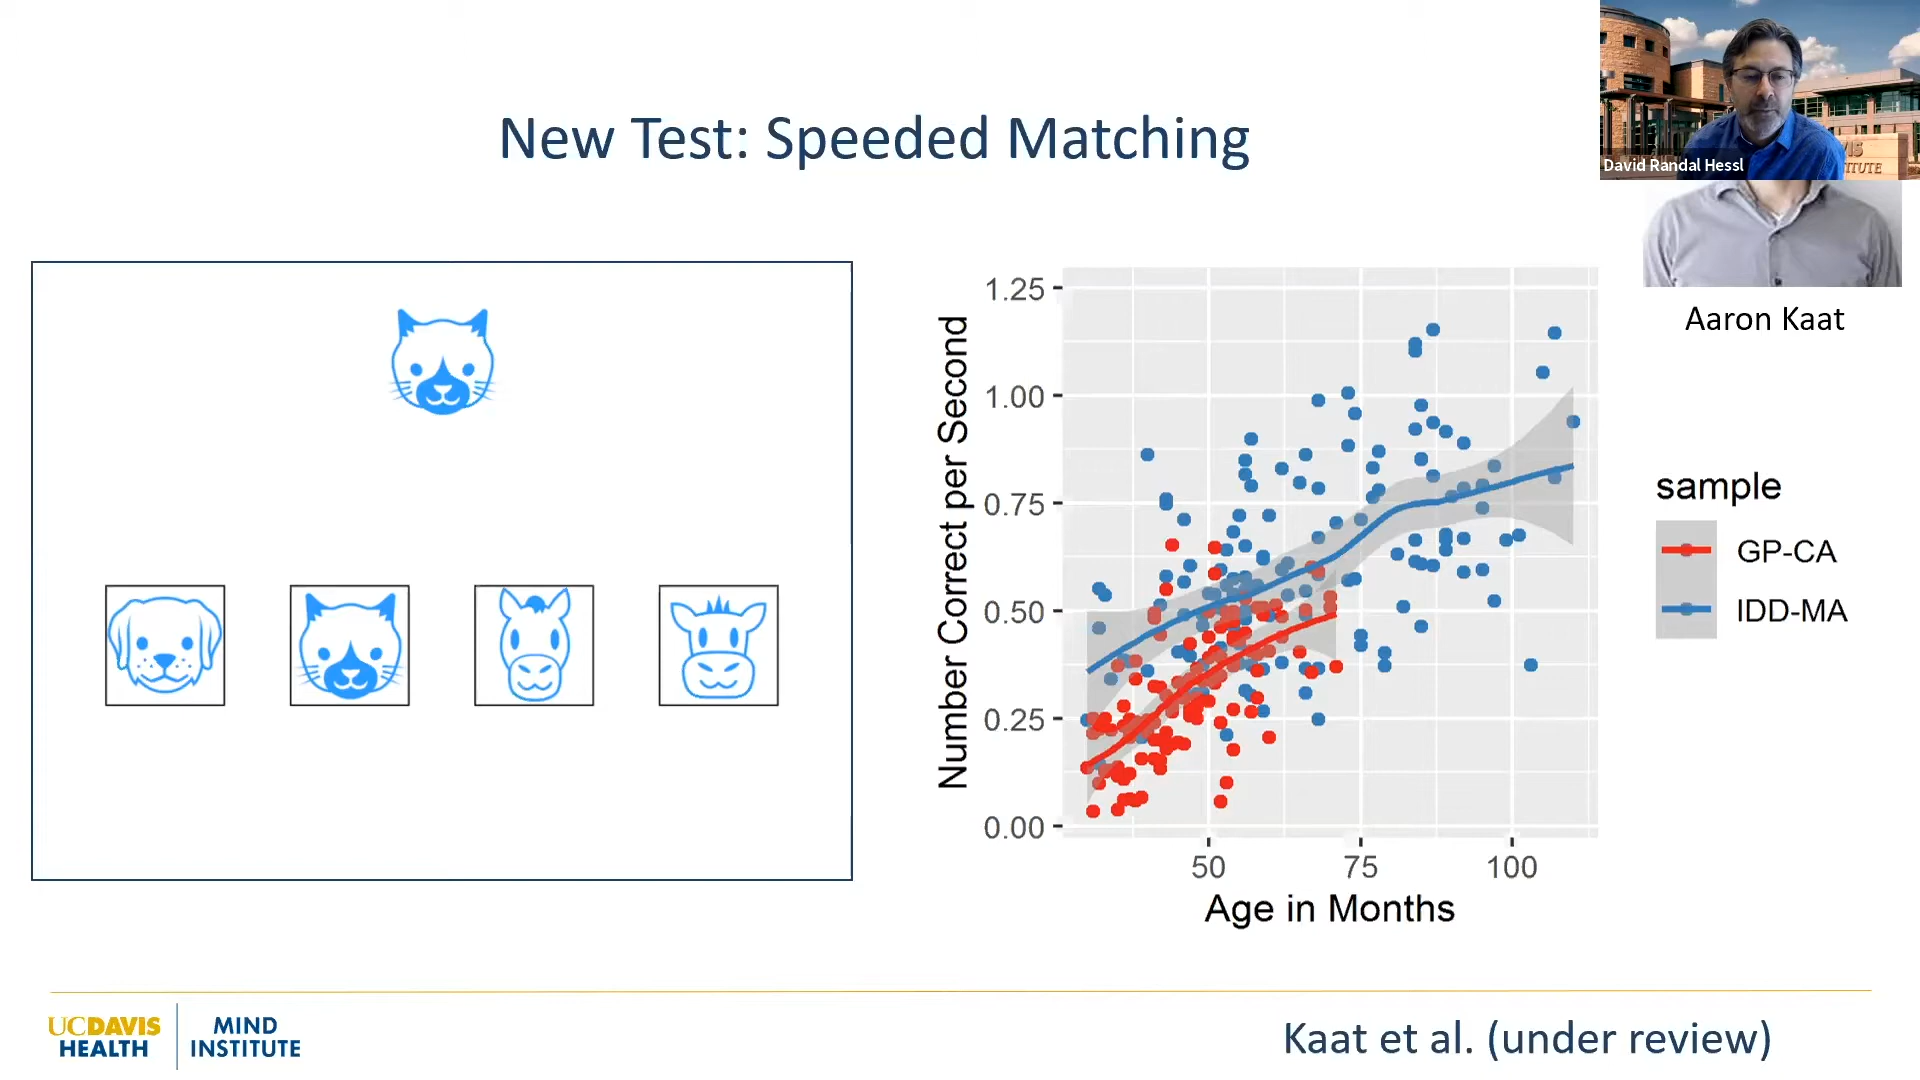 New Test: Speeded Matching
David Randal Hessl
Aaron Kaat
Number Correct per Second
1.25
1.00
0.75
0.50
0.25
0.00
50
75
100
Age in Months
sample
GP-CA
IDD-MA
UCDAVIS
HEALTH
MIND
INSTITUTE
Kaat et al. (under review)